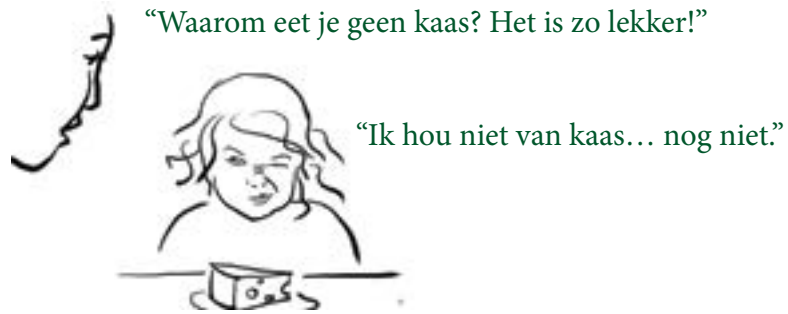 “Waarom eet je geen kaas? Het is zo lekker!”
“Ik hou niet van kaas… nog niet.”